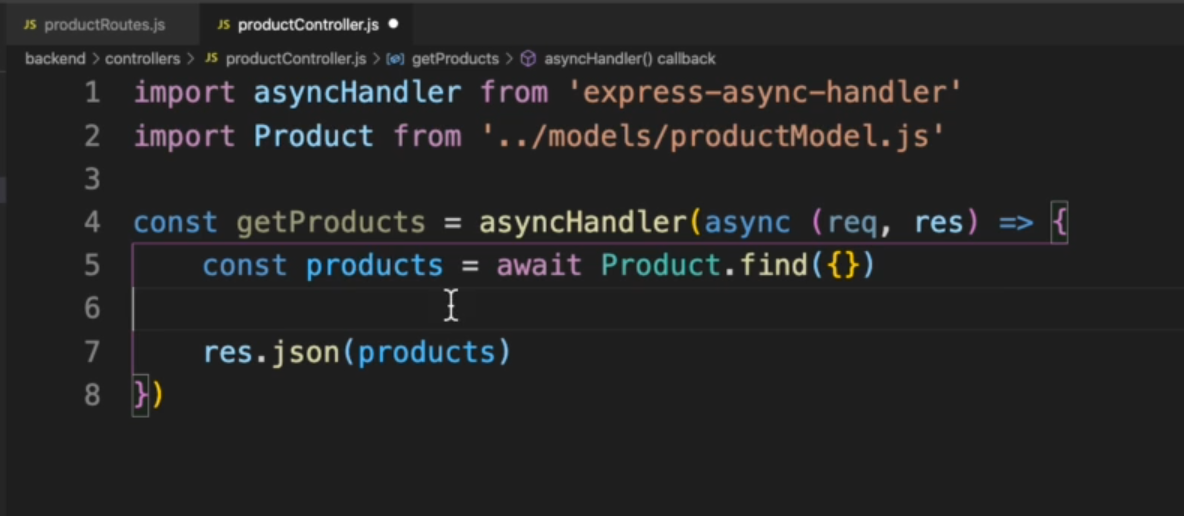 JS productRoutes.js JS productController.js
backend > controllers > JS productController.js > getProducts > asyncHandler() callback
1 import asyncHandler from 'express-async-handler'
2 import Product from '../models/productModel.js'
3
4 const getProducts = asyncHandler(async (req, res) => {
5 const products = await Product.find({})
6
7 res.json(products)
8 })